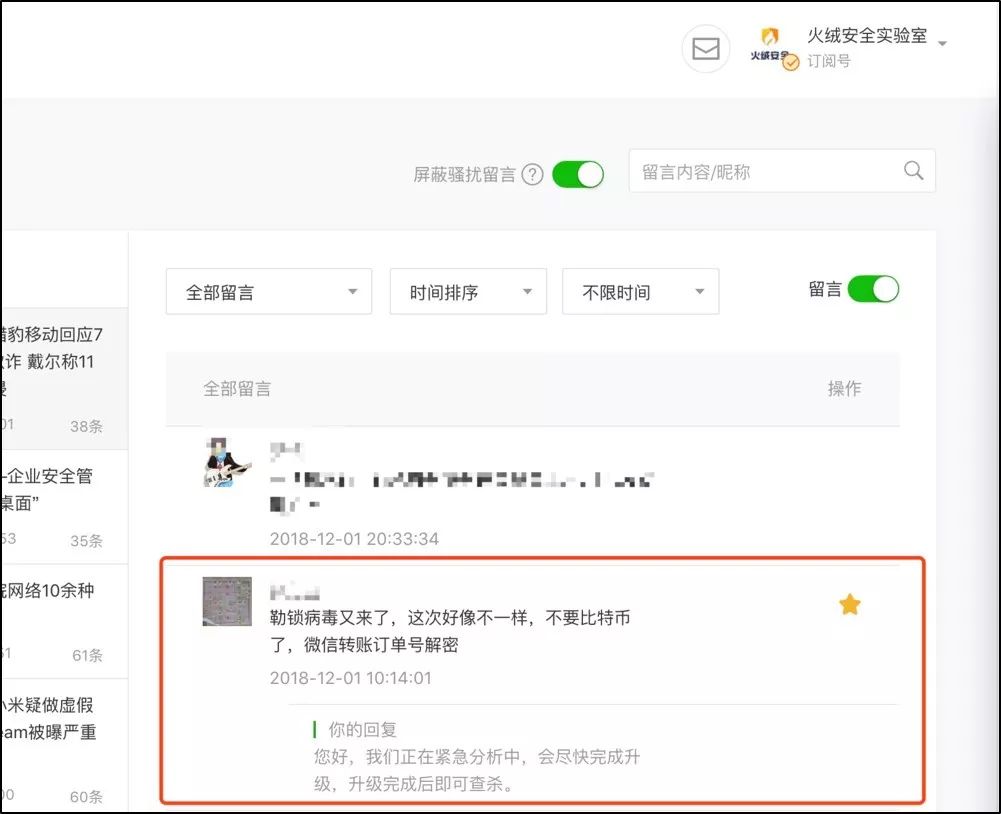 火绒安全实验室
火绒安全
订阅号
屏蔽骚扰留言 ?
留言内容/昵称
全部留言
时间排序
不限时间
留言
猎豹移动回应7
诈 戴尔称11
01
38条
全部留言
操作
-企业安全管
桌面”
53
35条
2018-12-01 20:33:34
网络10余种
51
61条
勒锁病毒又来了，这次好像不一样，不要比特币
了，微信转账订单号解密
2018-12-01 10:14:01
小米疑做虚假
eam被曝严重
00
60条
你的回复
您好，我们正在紧急分析中，会尽快完成升
级，升级完成后即可查杀。